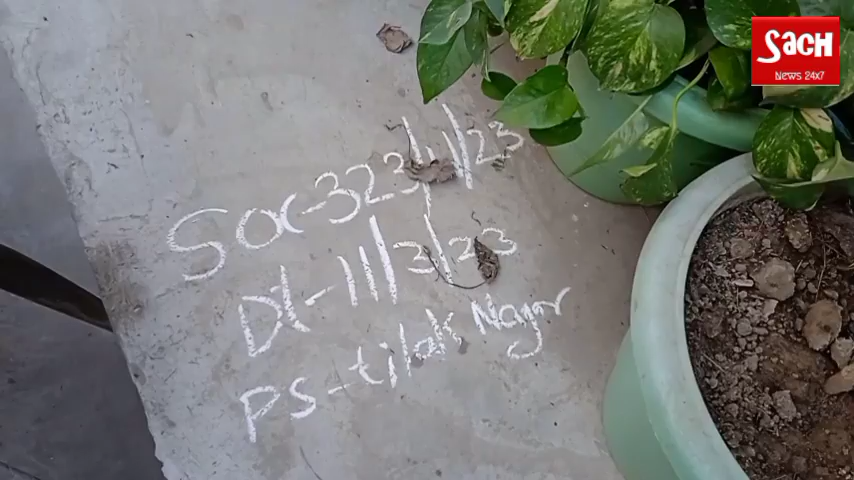 SACH
News 24x7
SOC-323/11/23
Dt-11/3/23
PS-tilak Nagar